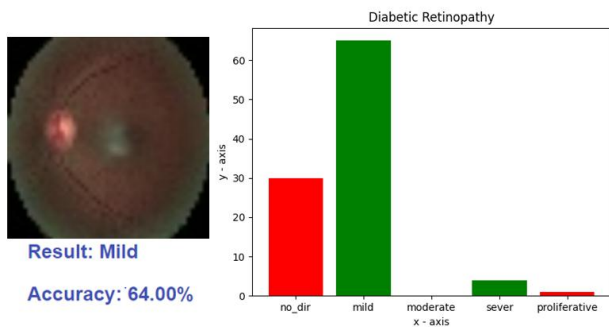 Result: Mild
Accuracy: 64.00%
Diabetic Retinopathy
y - axis
60
50
40
30
20
10
0
no_dir mild moderate sever proliferative
x - axis